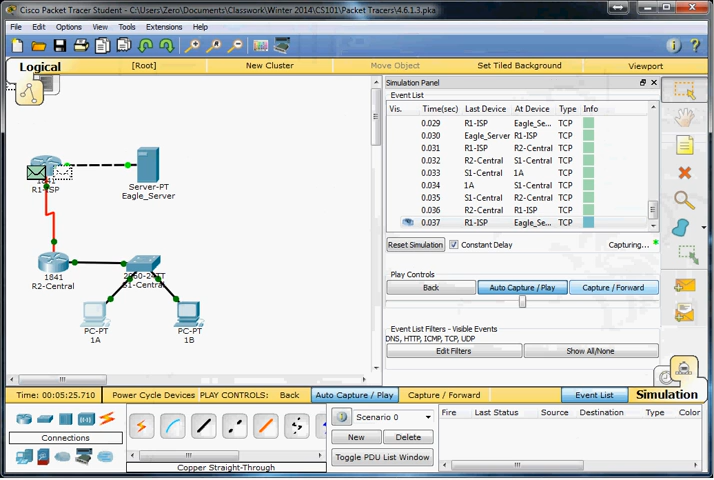 Cisco Packet Tracer Student - C:\Users\Zero\Documents\Classwork\Winter 2014\CS101\Packet Tracers\4.6.1.3.pka
File Edit Options View Tools Extensions Help
Logical [Root] New Cluster Move Object Set Tiled Background Viewport
Simulation Panel
Event List
Vis. Time(sec) Last Device At Device Type Info
0.029 R1-ISP Eagle_Se... TCP
0.030 Eagle_Server R1-ISP TCP
0.031 R1-ISP R2-Central TCP
0.032 R2-Central S1-Central TCP
0.033 S1-Central 1A TCP
0.034 1A S1-Central TCP
0.035 S1-Central R2-Central TCP
0.036 R2-Central R1-ISP TCP
0.037 R1-ISP Eagle_Se... TCP
Reset Simulation Constant Delay Capturing...
Play Controls
Back Auto Capture / Play Capture / Forward
Event List Filters - Visible Events
DNS, HTTP, ICMP, TCP, UDP
Edit Filters Show All/None
1841
R1-ISP
Server-PT
Eagle_Server
1841
R2-Central
2960-24TT
S1-Central
PC-PT
1A
PC-PT
1B
Time: 00:05:25.710 Power Cycle Devices PLAY CONTROLS: Back Auto Capture / Play Capture / Forward Event List Simulation
Connections
Copper Straight-Through
Scenario 0
New Delete
Toggle PDU List Window
Fire Last Status Source Destination Type Color